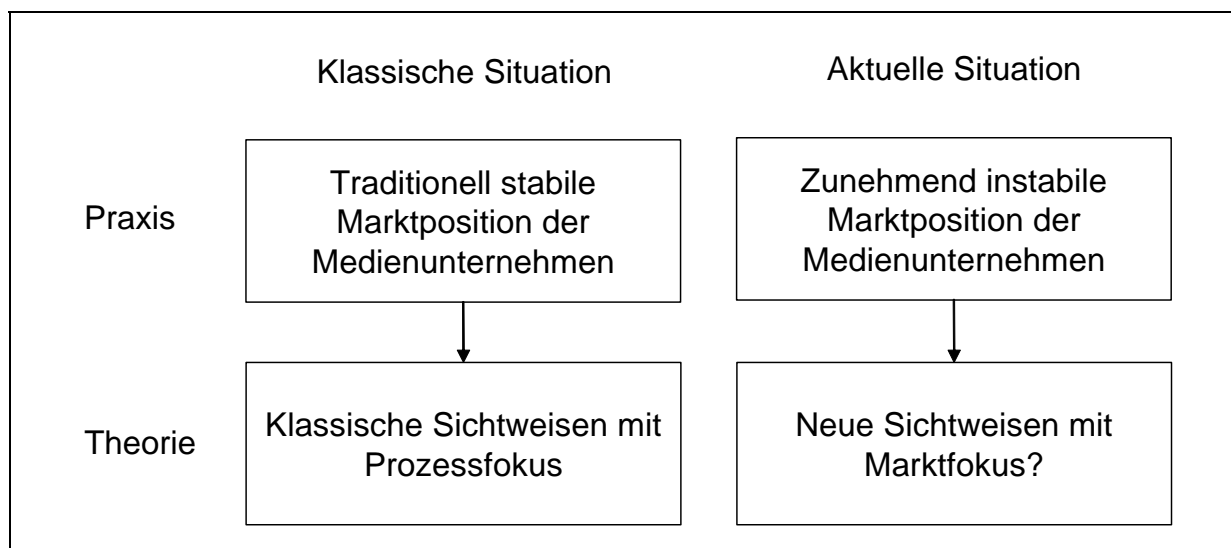 Klassische Situation
Aktuelle Situation
Praxis
Traditionell stabile
Marktposition der
Medienunternehmen
Zunehmend instabile
Marktposition der
Medienunternehmen
Theorie
Klassische Sichtweisen mit
Prozessfokus
Neue Sichtweisen mit
Marktfokus?